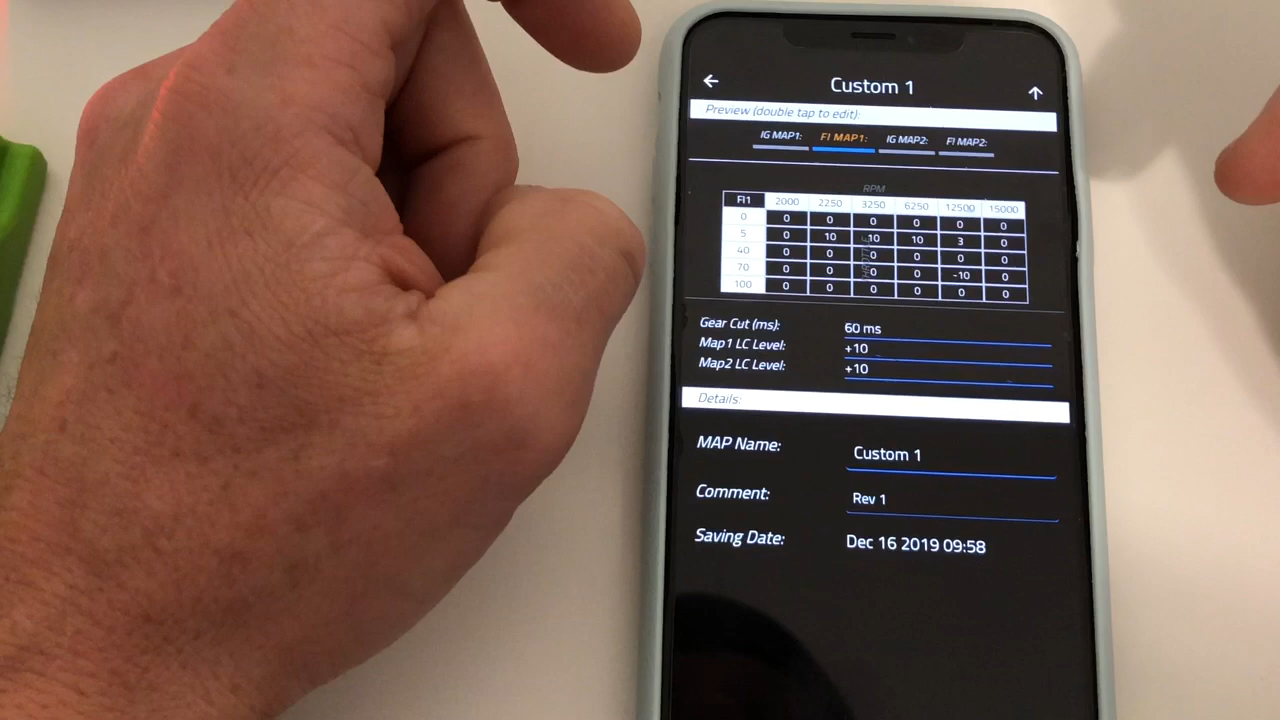 Custom 1
Preview (double tap to edit):
IG MAP1: FI MAP1: IG MAP2: FI MAP2:
RPM
FI1 2000 2250 3250 6250 12500 15000
0 0 0 0 0 0 0
5 0 10 10 10 3 0
40 0 0 0 0 0 0
70 0 0 0 0 -10 0
100 0 0 0 0 0 0
Gear Cut (ms): 60 ms
Map1 LC Level: +10
Map2 LC Level: +10
Details:
MAP Name: Custom 1
Comment: Rev 1
Saving Date: Dec 16 2019 09:58